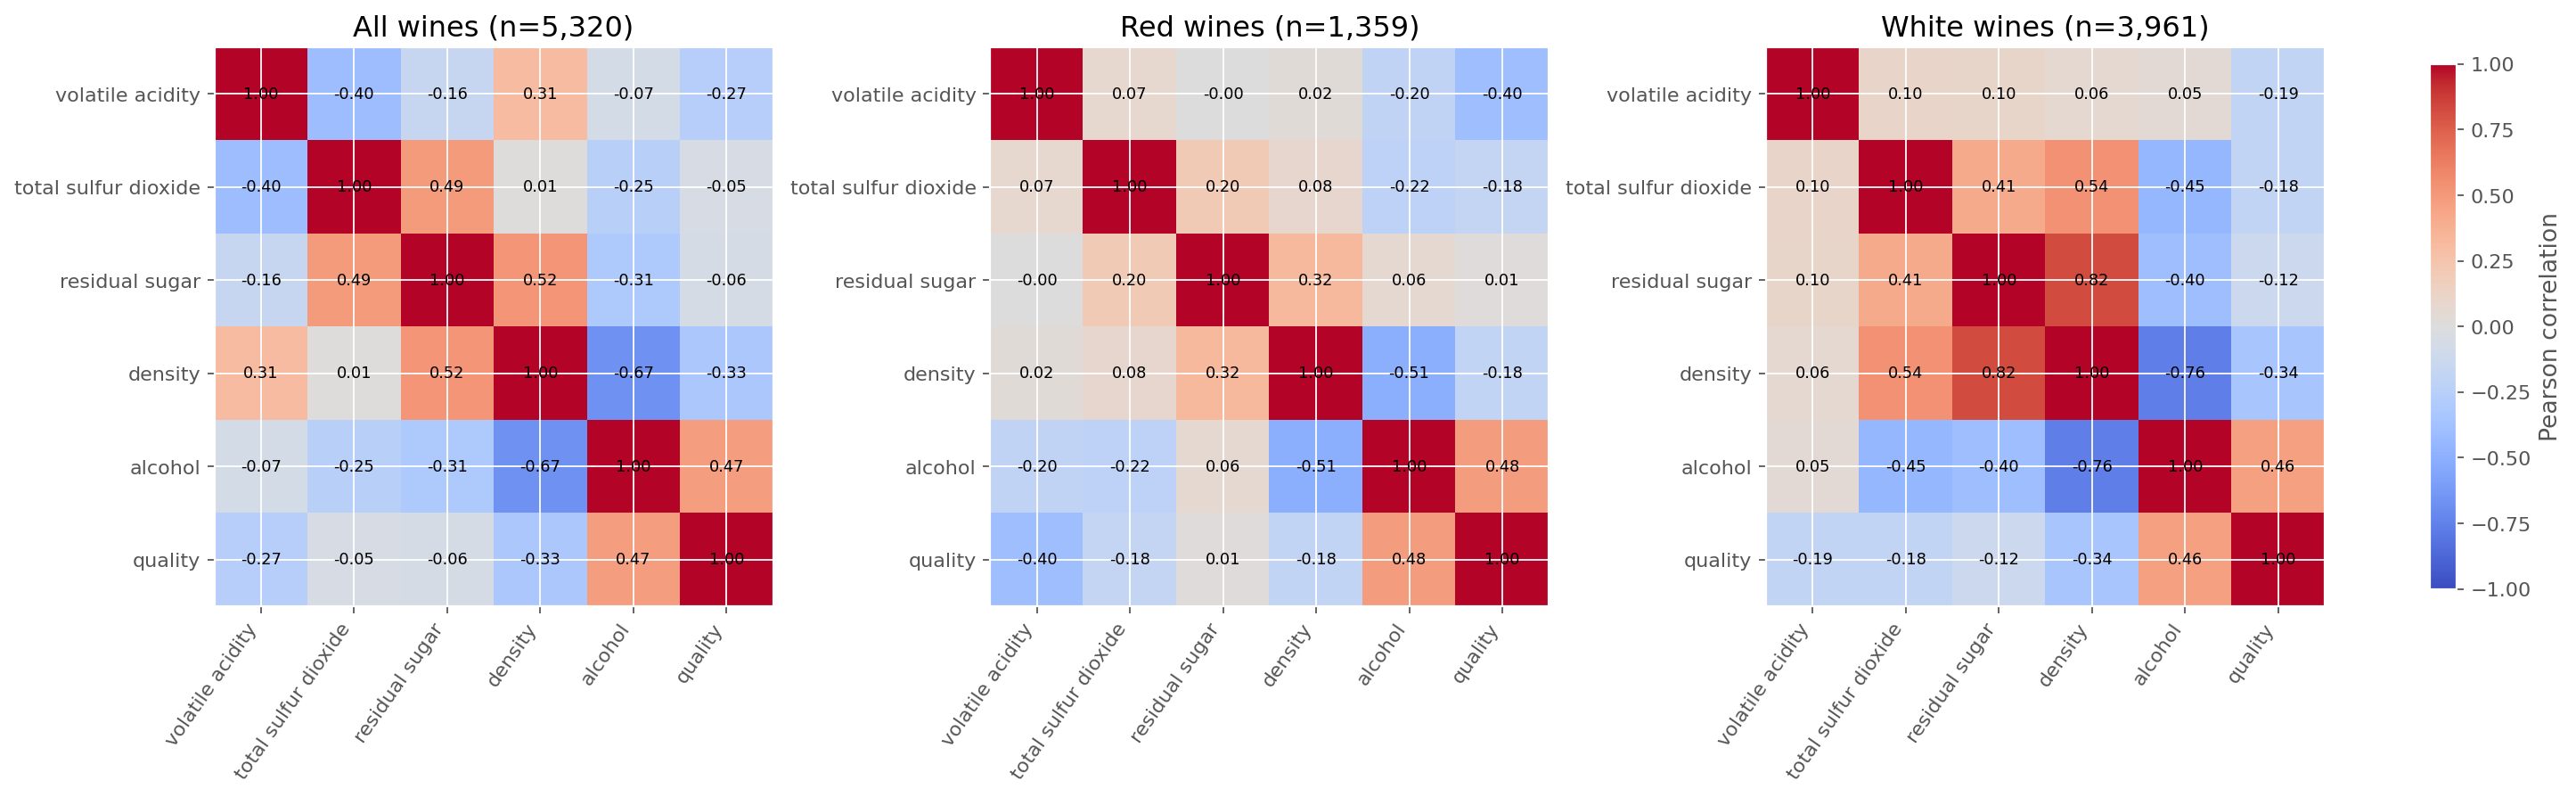 All wines (n=5,320)
volatile acidity 1.00 -0.40 -0.16 0.31 -0.07 -0.27
total sulfur dioxide -0.40 1.00 0.49 0.01 -0.25 -0.05
residual sugar -0.16 0.49 1.00 0.52 -0.31 -0.06
density 0.31 0.01 0.52 1.00 -0.67 -0.33
alcohol -0.07 -0.25 -0.31 -0.67 1.00 0.47
quality -0.27 -0.05 -0.06 -0.33 0.47 1.00
volatile acidity
total sulfur dioxide
residual sugar
density
alcohol
quality
Red wines (n=1,359)
volatile acidity 1.00 0.07 -0.00 0.02 -0.20 -0.40
total sulfur dioxide 0.07 1.00 0.20 0.08 -0.22 -0.18
residual sugar -0.00 0.20 1.00 0.32 0.06 0.01
density 0.02 0.08 0.32 1.00 -0.51 -0.18
alcohol -0.20 -0.22 0.06 -0.51 1.00 0.48
quality -0.40 -0.18 0.01 -0.18 0.48 1.00
volatile acidity
total sulfur dioxide
residual sugar
density
alcohol
quality
White wines (n=3,961)
volatile acidity 1.00 0.10 0.10 0.06 0.05 -0.19
total sulfur dioxide 0.10 1.00 0.41 0.54 -0.45 -0.18
residual sugar 0.10 0.41 1.00 0.82 -0.40 -0.12
density 0.06 0.54 0.82 1.00 -0.76 -0.34
alcohol 0.05 -0.45 -0.40 -0.76 1.00 0.46
quality -0.19 -0.18 -0.12 -0.34 0.46 1.00
volatile acidity
total sulfur dioxide
residual sugar
density
alcohol
quality
1.00
0.75
0.50
0.25
0.00
−0.25
−0.50
−0.75
−1.00
Pearson correlation